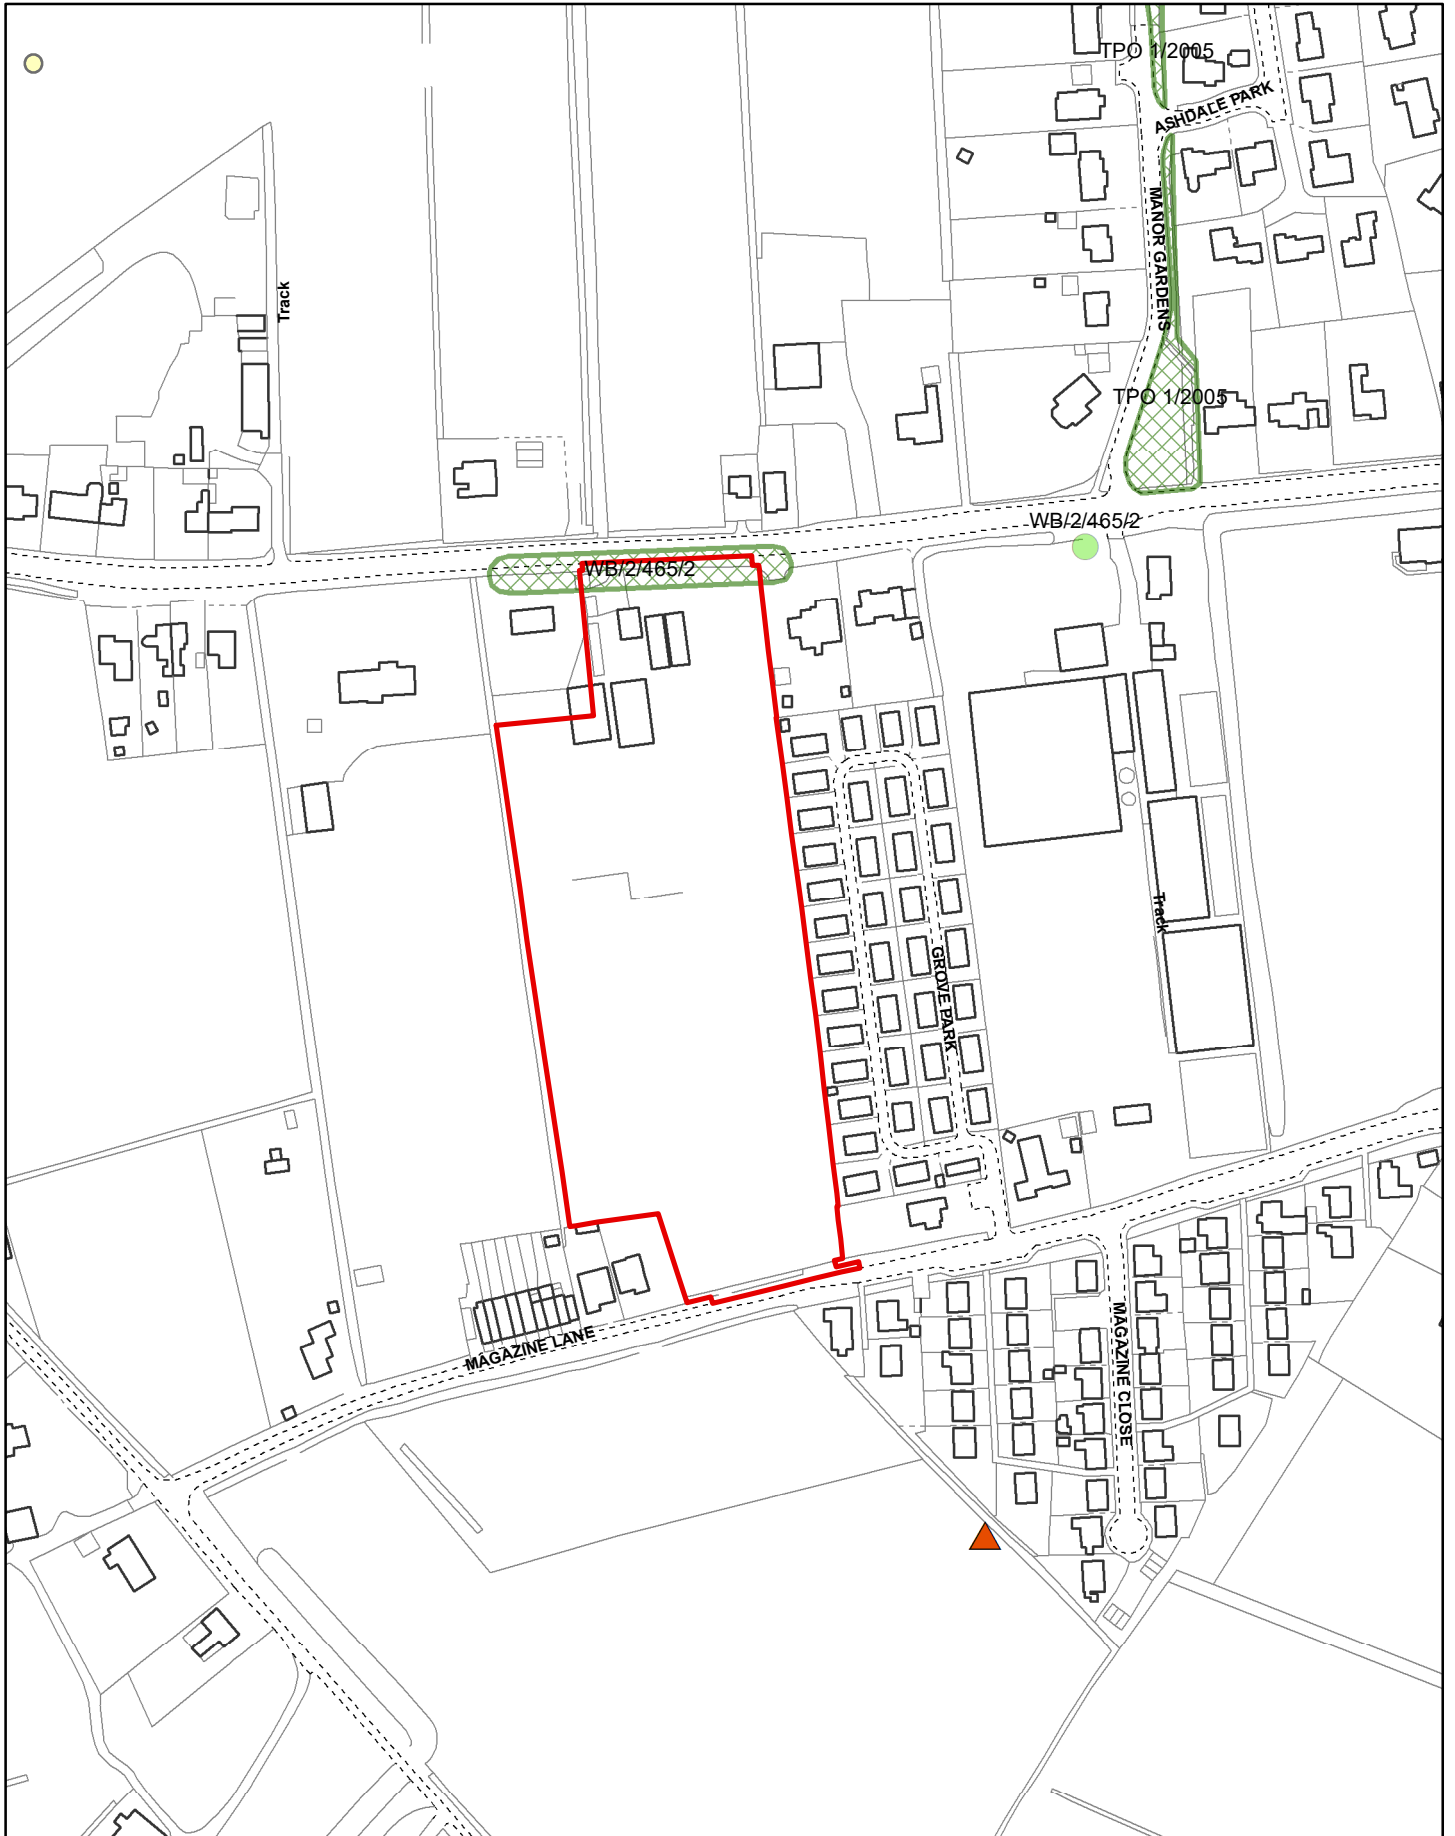 TPO 1/2005
ASHDALE PARK
MANOR GARDENS
Track
TPO 1/2005
WB/2/465/2
WB/2/465/2
Track
GROVE PARK
MAGAZINE LANE
MAGAZINE CLOSE